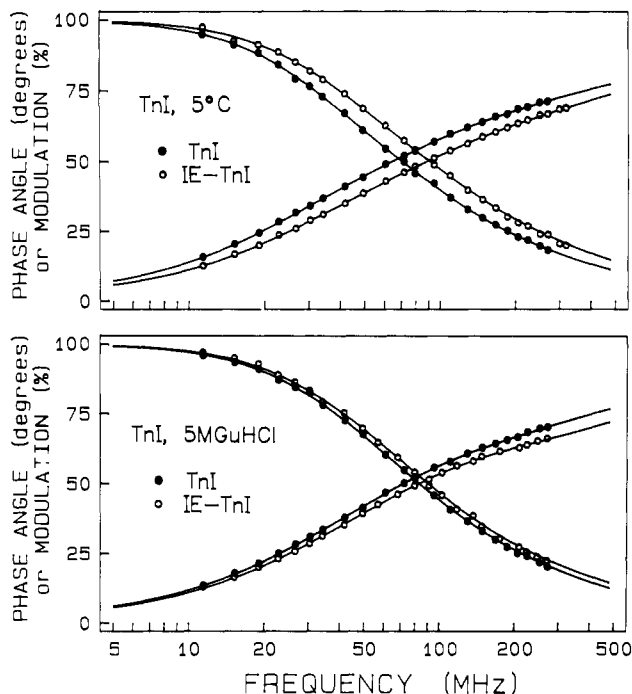 PHASE ANGLE (degrees)
or MODULATION (%)
100
75
50
25
0
TnI, 5°C
TnI
IE-TnI
PHASE ANGLE (degrees)
or MODULATION (%)
100
75
50
25
0
TnI, 5MGuHCl
TnI
IE-TnI
5 10 20 50 100 200 500
FREQUENCY (MHz)